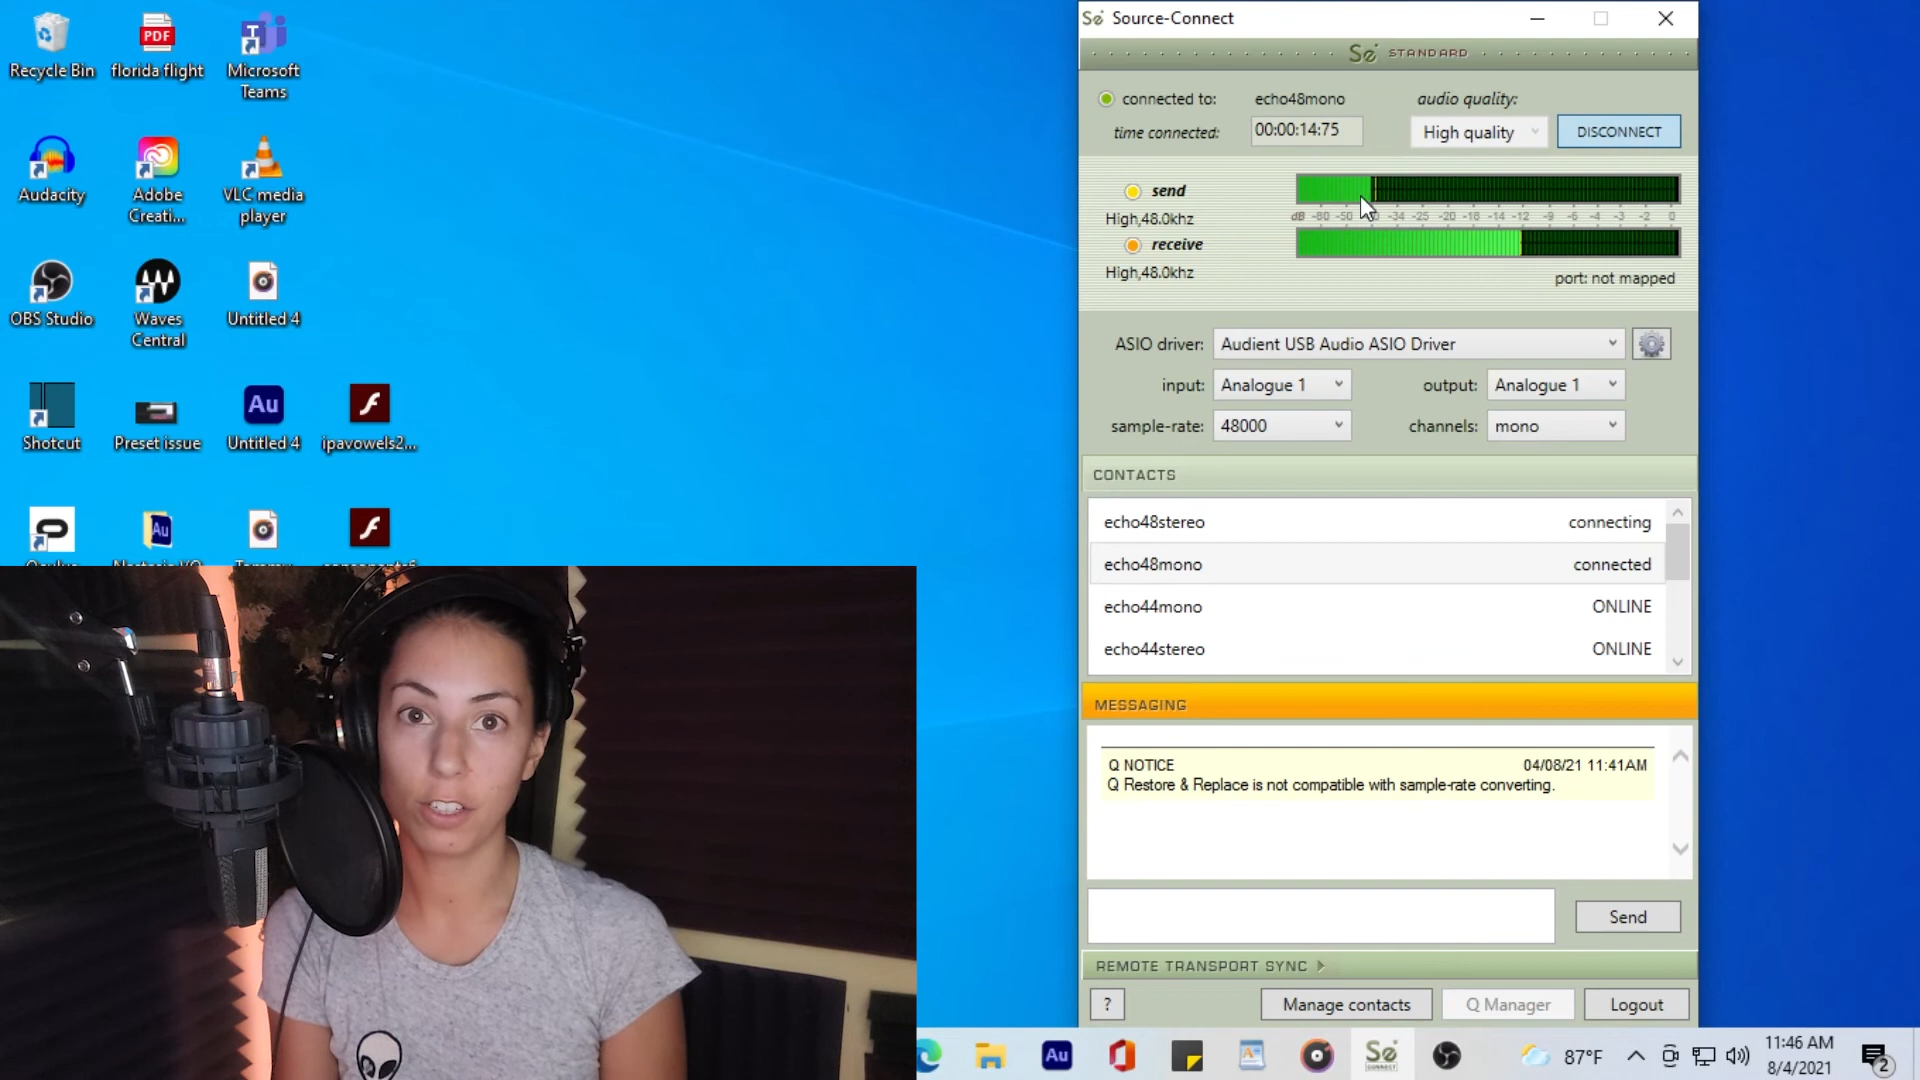 Recycle Bin
PDF
florida flight
Microsoft
Teams
Audacity
Adobe
Creati...
VLC media
player
OBS Studio
Waves
Central
Untitled 4
Shotcut
Preset issue
Au
Untitled 4
ipavowels2...
Au
Source-Connect
STANDARD
connected to:
echo48mono
audio quality:
time connected:
00:00:14:75
High quality
DISCONNECT
send
High,48.0khz
dB -80 -50 -34 -25 -20 -18 -14 -12 -9 -6 -4 -3 -2 0
receive
High,48.0khz
port: not mapped
ASIO driver:
Audient USB Audio ASIO Driver
input:
Analogue 1
output:
Analogue 1
sample-rate:
48000
channels:
mono
CONTACTS
echo48stereo
connecting
echo48mono
connected
echo44mono
ONLINE
echo44stereo
ONLINE
MESSAGING
Q NOTICE
04/08/21 11:41AM
Q Restore & Replace is not compatible with sample-rate converting.
Send
REMOTE TRANSPORT SYNC
?
Manage contacts
Q Manager
Logout
Au
CONNECT
87°F
11:46 AM
8/4/2021
2